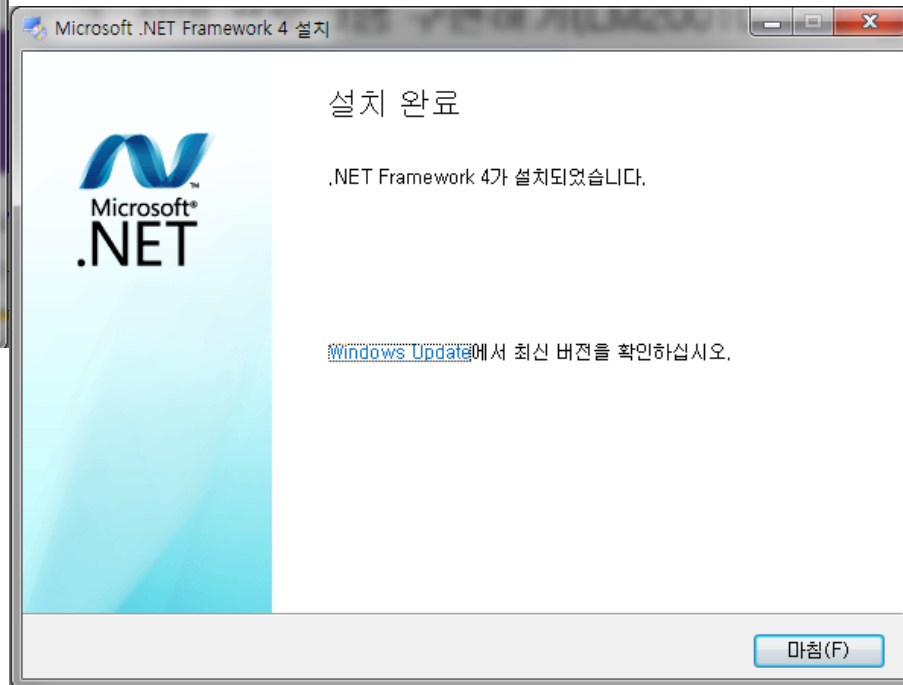 Microsoft .NET Framework 4 설치
설치 완료
.NET Framework 4가 설치되었습니다.
Microsoft®
.NET
Windows Update에서 최신 버전을 확인하십시오.
마침(F)